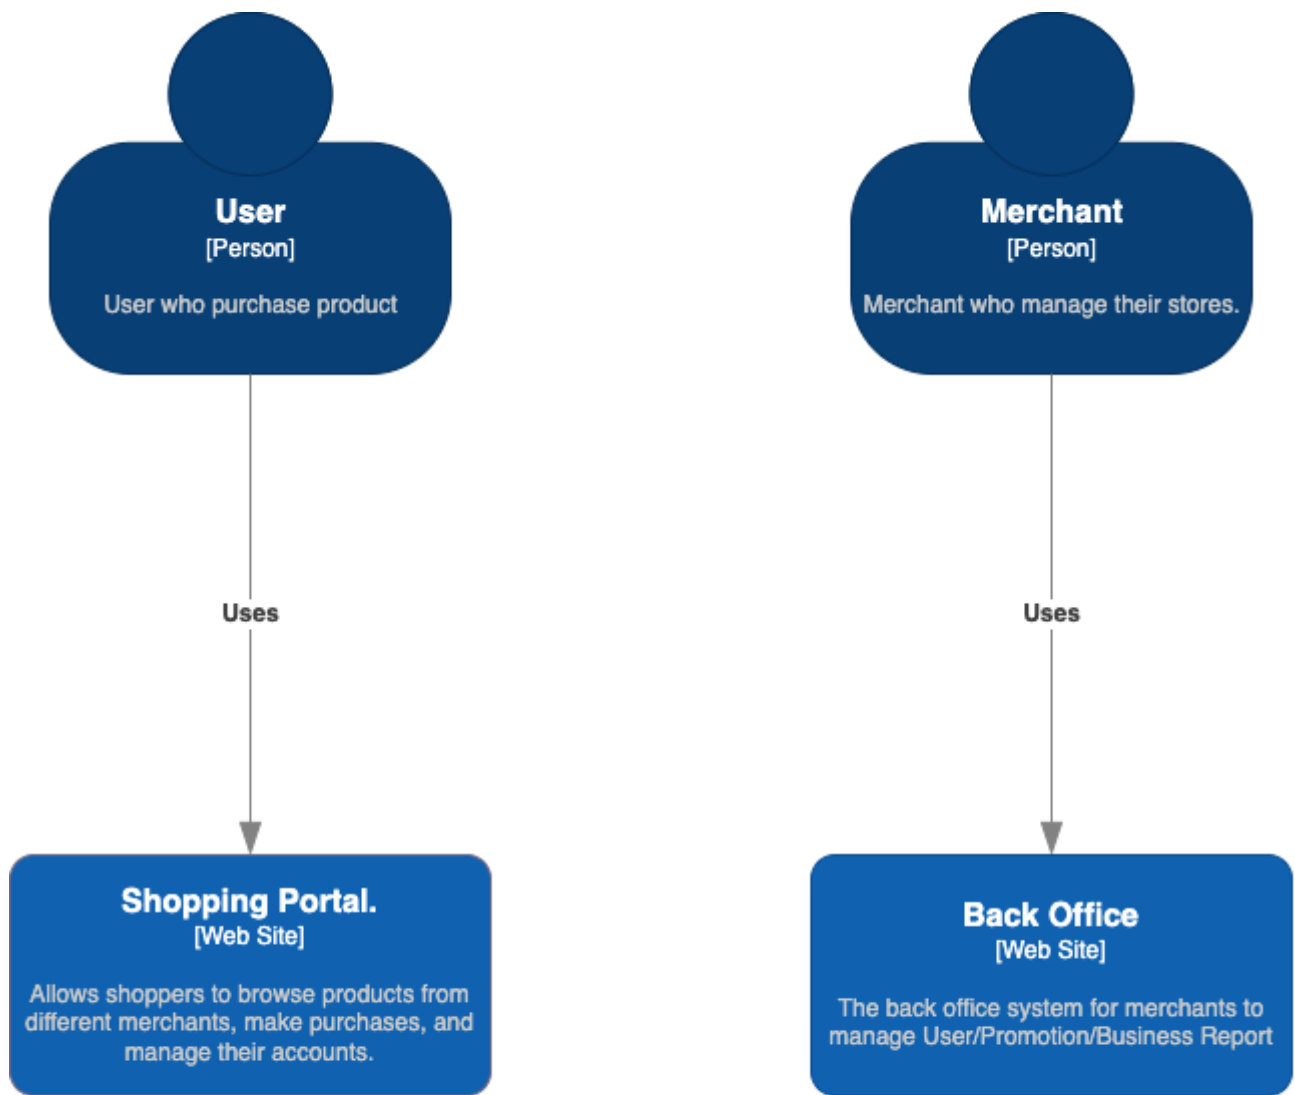 User
[Person]
User who purchase product
Merchant
[Person]
Merchant who manage their stores.
Uses
Uses
Shopping Portal.
[Web Site]
Allows shoppers to browse products from
different merchants, make purchases, and
manage their accounts.
Back Office
[Web Site]
The back office system for merchants to
manage User/Promotion/Business Report